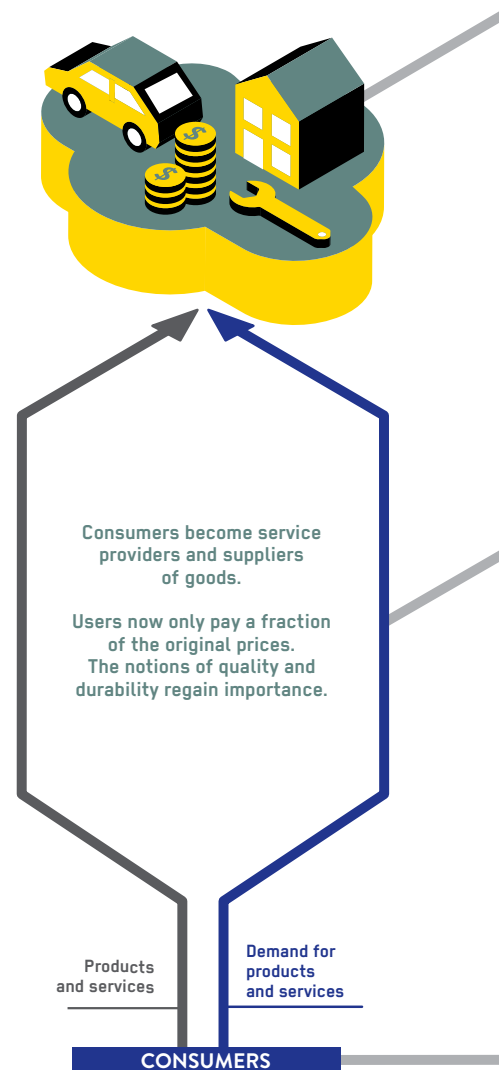 $
$
Consumers become service
providers and suppliers
of goods.
Users now only pay a fraction
of the original prices.
The notions of quality and
durability regain importance.
Products
and services
Demand for
products
and services
CONSUMERS